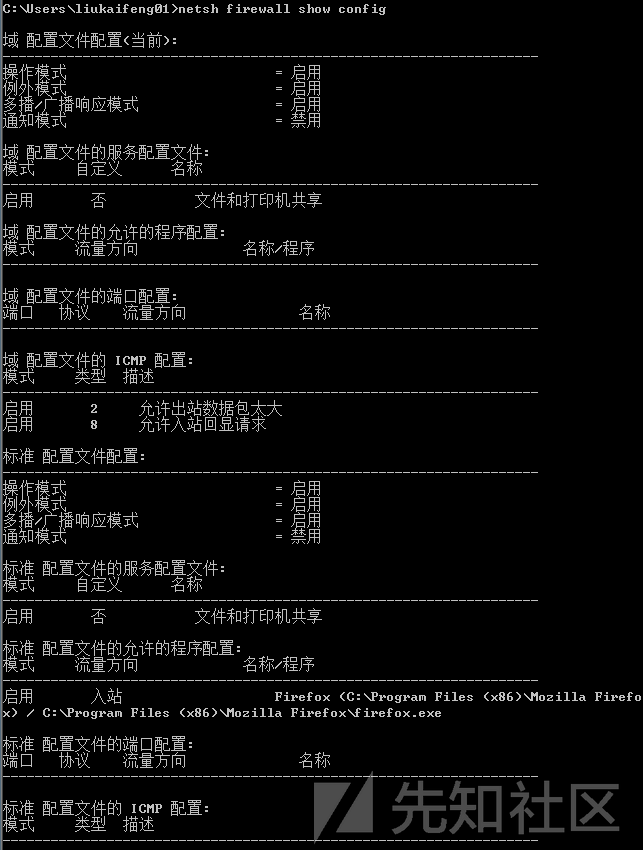 C:\Users\liukaifeng01>netsh firewall show config
域 配置文件配置(当前):
-------------------------------------------------------------------
操作模式 = 启用
例外模式 = 启用
多播/广播响应模式 = 启用
通知模式 = 禁用
域 配置文件的服务配置文件:
模式 自定义 名称
-------------------------------------------------------------------
启用 否 文件和打印机共享
域 配置文件的允许的程序配置:
模式 流量方向 名称/程序
-------------------------------------------------------------------
域 配置文件的端口配置:
端口 协议 流量方向 名称
-------------------------------------------------------------------
域 配置文件的 ICMP 配置:
模式 类型 描述
-------------------------------------------------------------------
启用 2 允许出站数据包太大
启用 8 允许入站回显请求
标准 配置文件配置:
-------------------------------------------------------------------
操作模式 = 启用
例外模式 = 启用
多播/广播响应模式 = 启用
通知模式 = 禁用
标准 配置文件的服务配置文件:
模式 自定义 名称
-------------------------------------------------------------------
启用 否 文件和打印机共享
标准 配置文件的允许的程序配置:
模式 流量方向 名称/程序
-------------------------------------------------------------------
启用 入站 Firefox (C:\Program Files (x86)\Mozilla Firefo
x) / C:\Program Files (x86)\Mozilla Firefox\firefox.exe
标准 配置文件的端口配置:
端口 协议 流量方向 名称
-------------------------------------------------------------------
标准 配置文件的 ICMP 配置:
模式 类型 描述
-------------------------------------------------------------------
先知社区